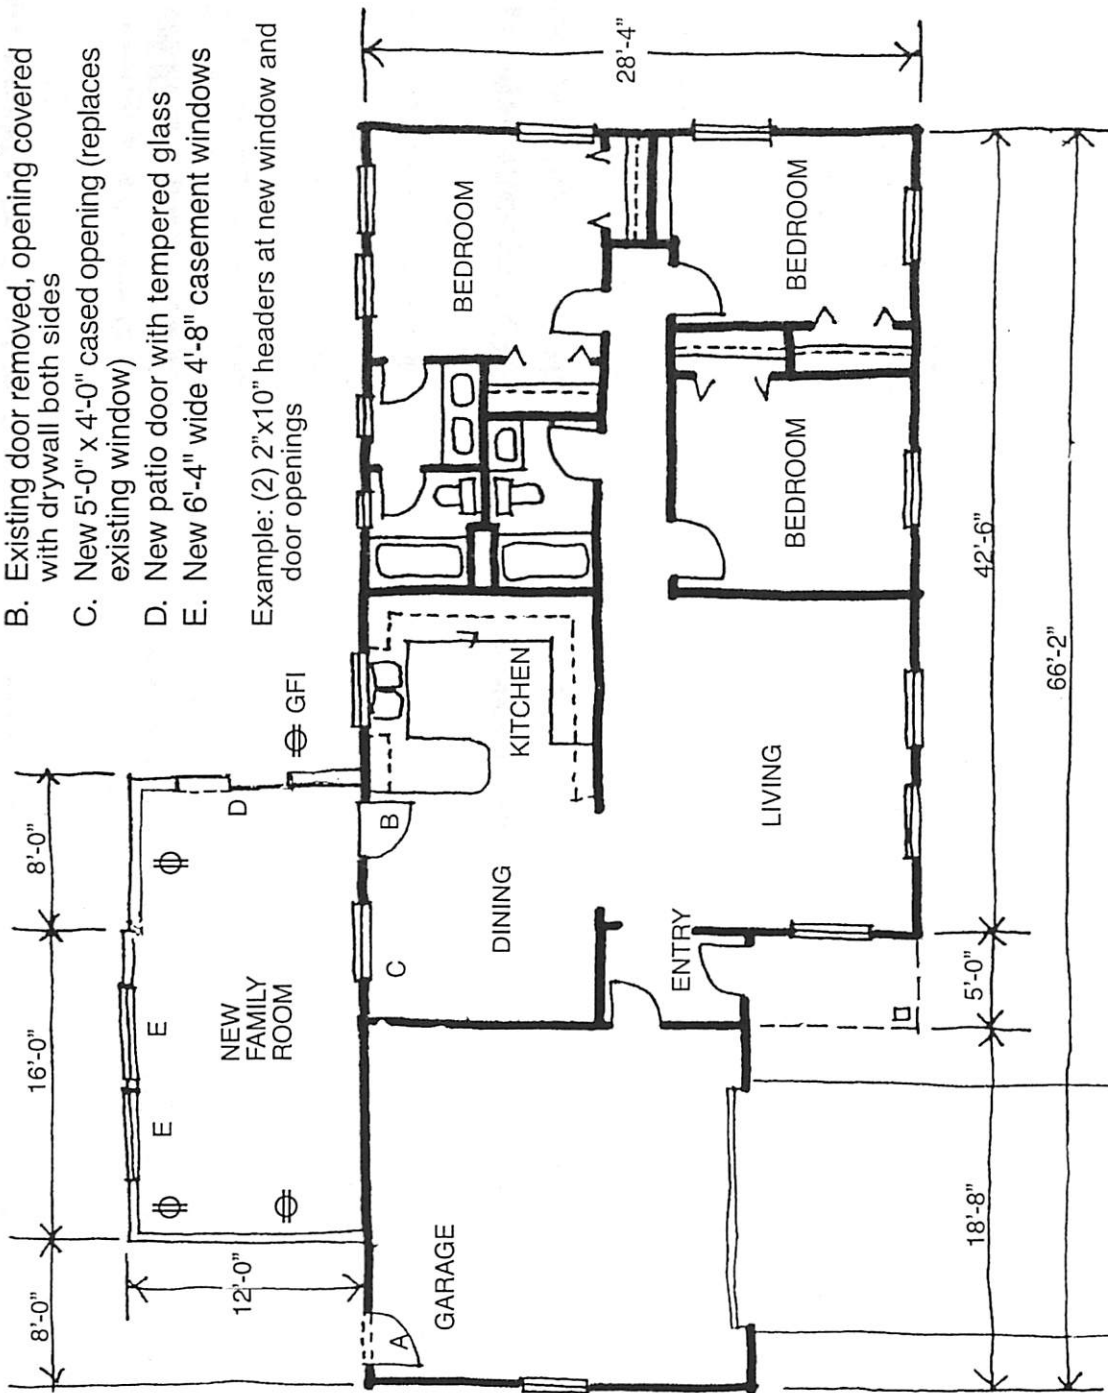 B. Existing door removed, opening covered
with drywall both sides
C. New 5'-0" x 4'-0" cased opening (replaces
existing window)
D. New patio door with tempered glass
E. New 6'-4" wide 4'-8" casement windows
Example: (2) 2"x10" headers at new window and
door openings
8'-0"
16'-0"
8'-0"
12'-0"
28'-4"
GFI
D
E
E
NEW
FAMILY
ROOM
A
B
C
GARAGE
DINING
KITCHEN
BEDROOM
ENTRY
LIVING
BEDROOM
BEDROOM
18'-8"
5'-0"
42'-6"
66'-2"